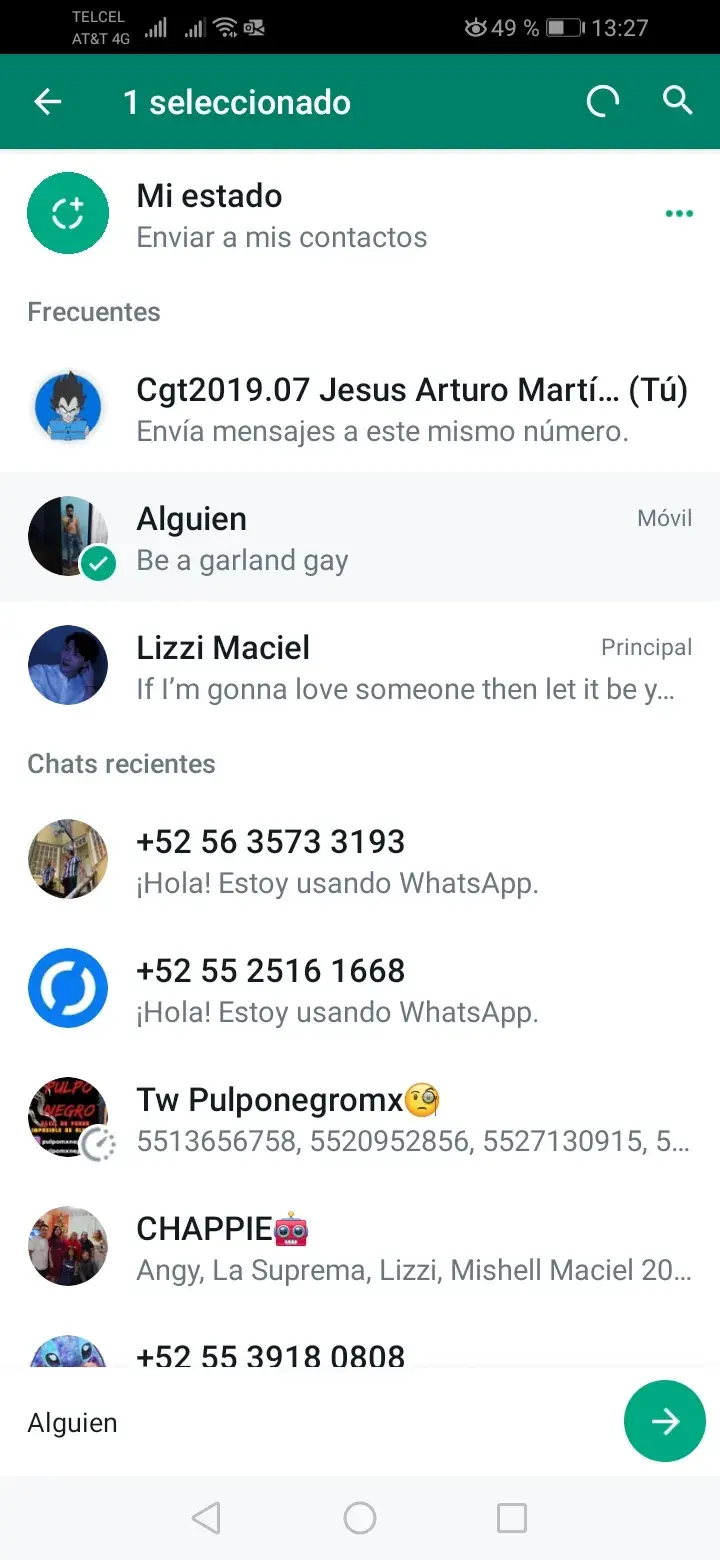 TELCEL
AT&T 4G
49 % 13:27
1 seleccionado
Mi estado
Enviar a mis contactos
Frecuentes
Cgt2019.07 Jesus Arturo Martí… (Tú)
Envía mensajes a este mismo número.
Alguien Móvil
Be a garland gay
Lizzi Maciel Principal
If I’m gonna love someone then let it be y…
Chats recientes
+52 56 3573 3193
¡Hola! Estoy usando WhatsApp.
+52 55 2516 1668
¡Hola! Estoy usando WhatsApp.
PULPO
NEGRO
Tw Pulponegromx🧐
5513656758, 5520952856, 5527130915, 5…
CHAPPIE🤖
Angy, La Suprema, Lizzi, Mishell Maciel 20…
+52 55 3918 0808
Alguien